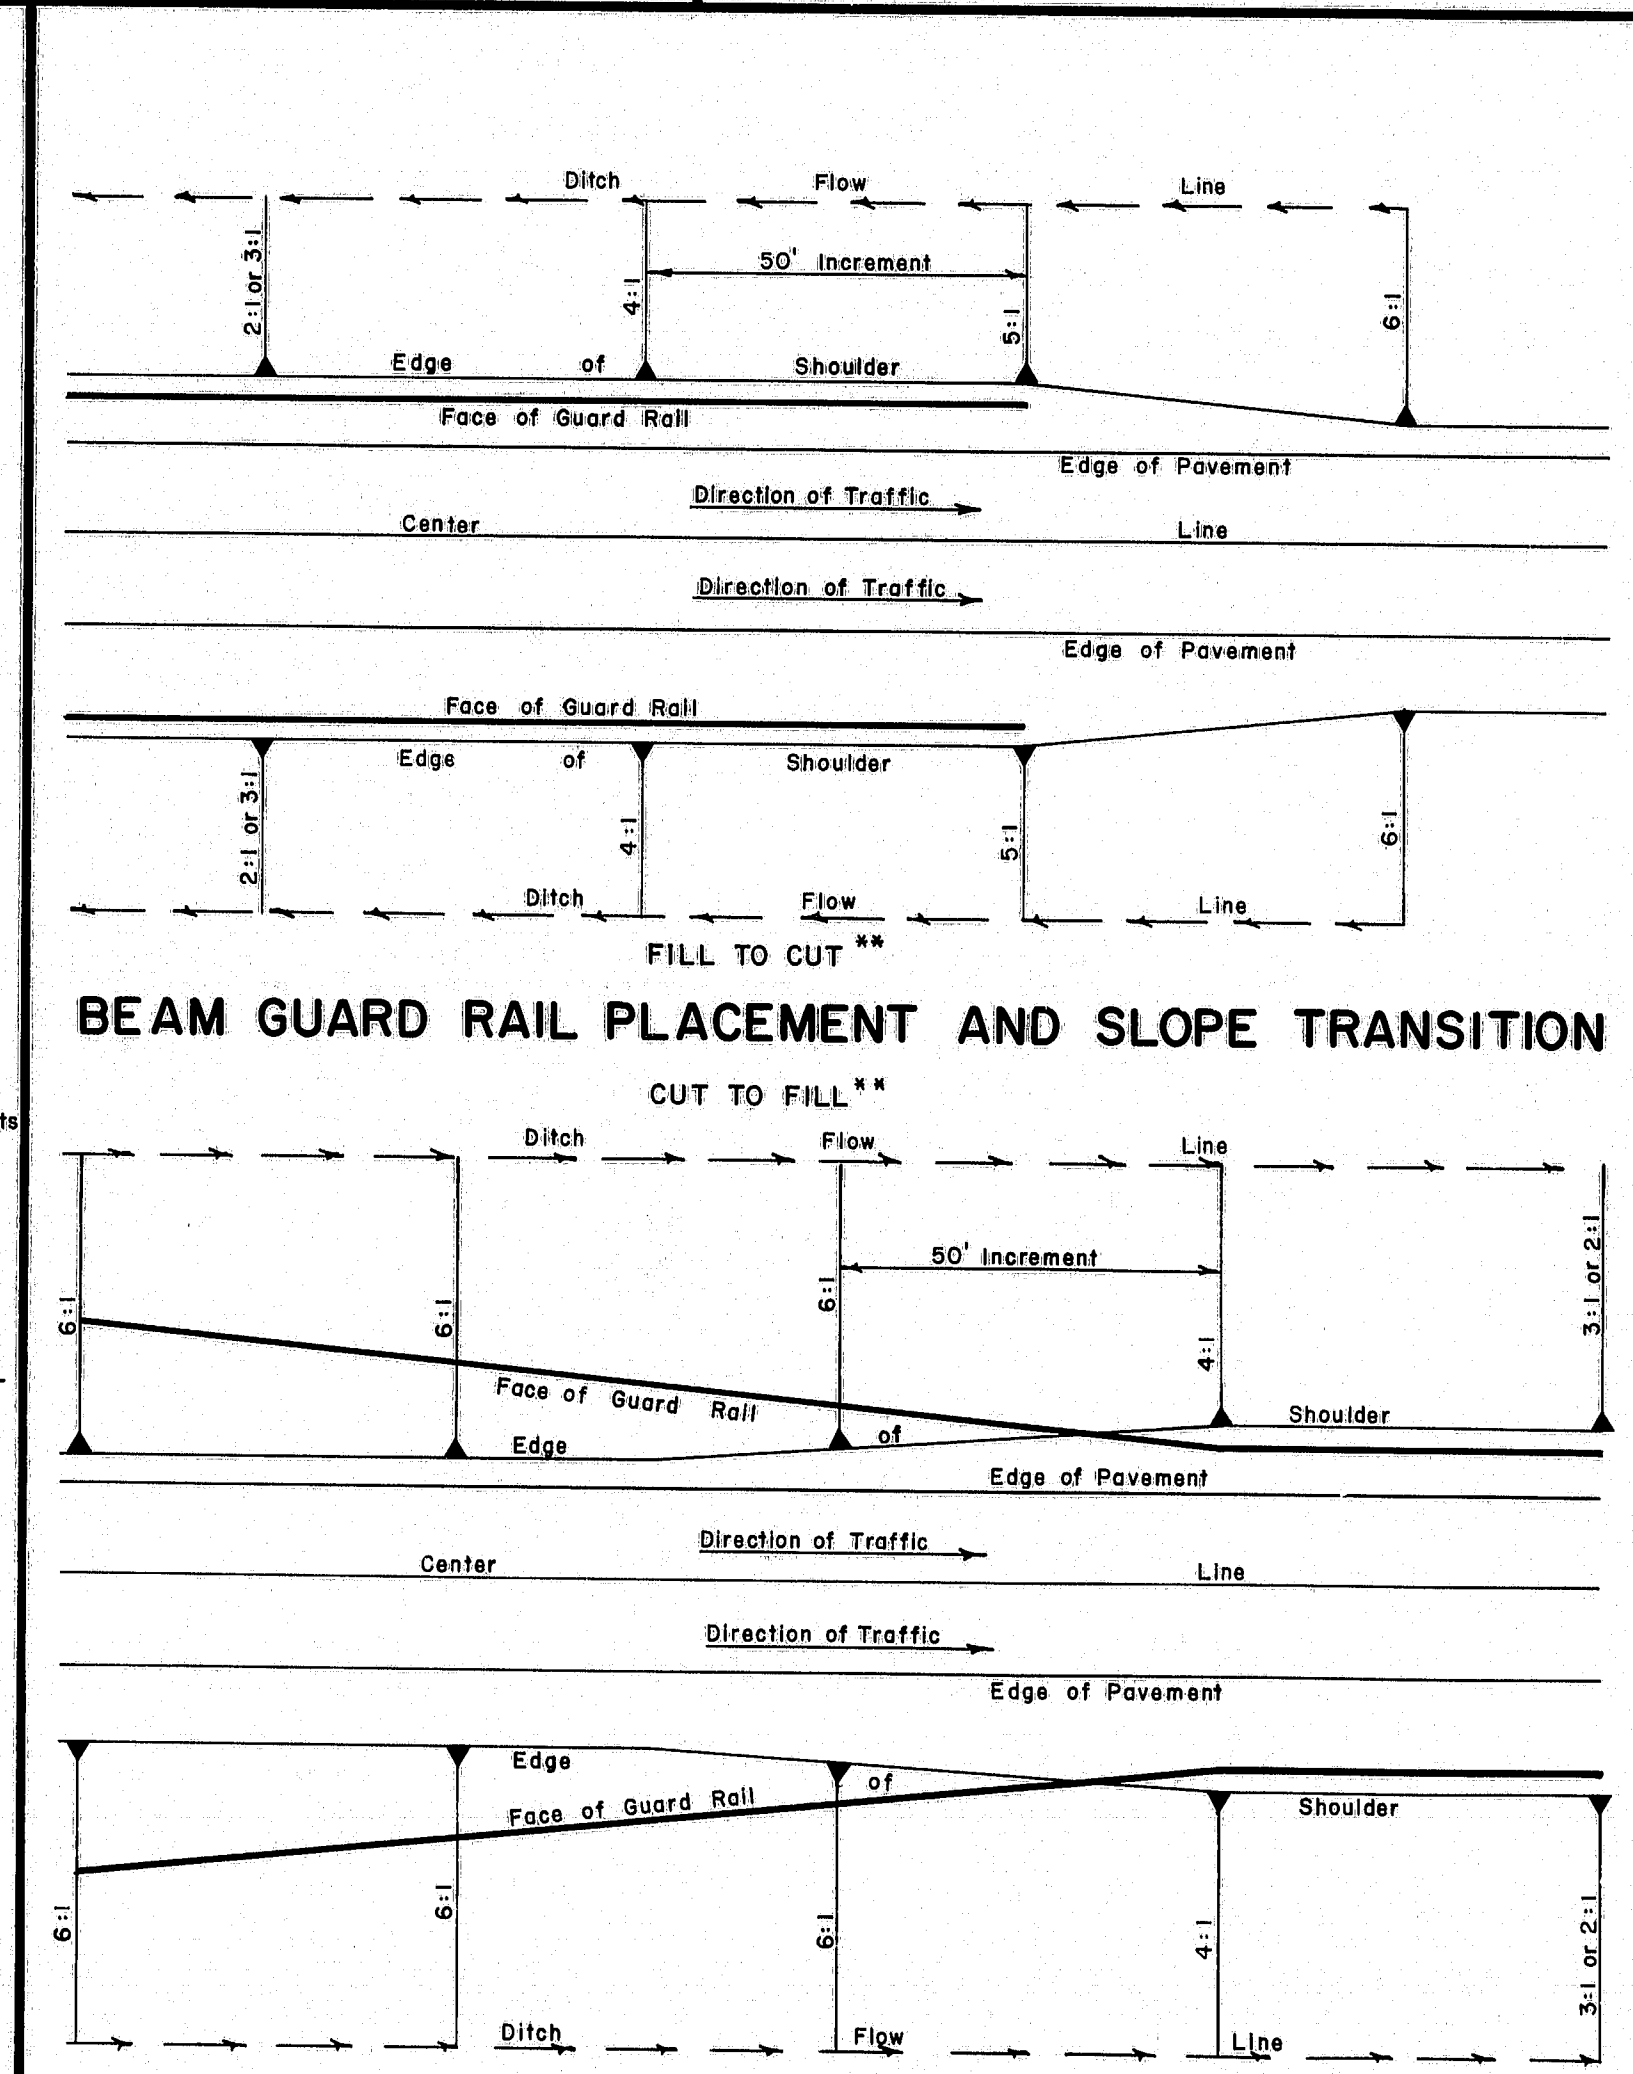 Ditch Flow Line
2:1 or 3:1
4:1
50' Increment
5:1
6:1
Edge of Shoulder
Face of Guard Rail
Edge of Pavement
Direction of Traffic
Center Line
Direction of Traffic
Edge of Pavement
Face of Guard Rail
Edge of Shoulder
2:1 or 3:1
4:1
5:1
6:1
Ditch Flow Line
FILL TO CUT **
BEAM GUARD RAIL PLACEMENT AND SLOPE TRANSITION
CUT TO FILL **
ts
Ditch Flow Line
6:1
6:1
6:1
50' Increment
4:1
3:1 or 2:1
Face of Guard Rail
Edge of Shoulder
Edge of Pavement
Direction of Traffic
Center Line
Direction of Traffic
Edge of Pavement
Edge of Shoulder
Face of Guard Rail
6:1
6:1
6:1
4:1
3:1 or 2:1
Ditch Flow Line